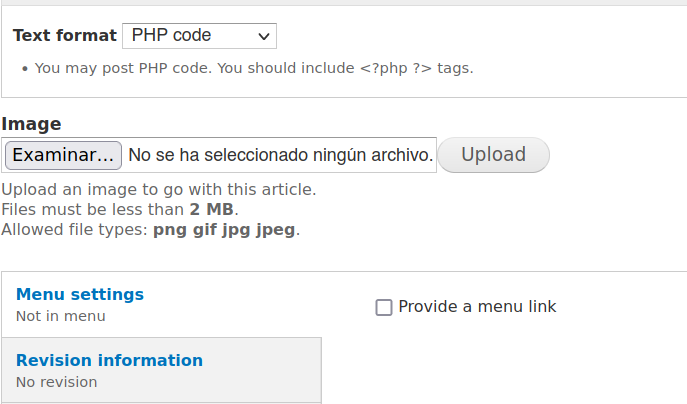 Text format PHP code
• You may post PHP code. You should include <?php ?> tags.
Image
Examinar... No se ha seleccionado ningún archivo. Upload
Upload an image to go with this article.
Files must be less than 2 MB.
Allowed file types: png gif jpg jpeg.
Menu settings
Not in menu
Provide a menu link
Revision information
No revision